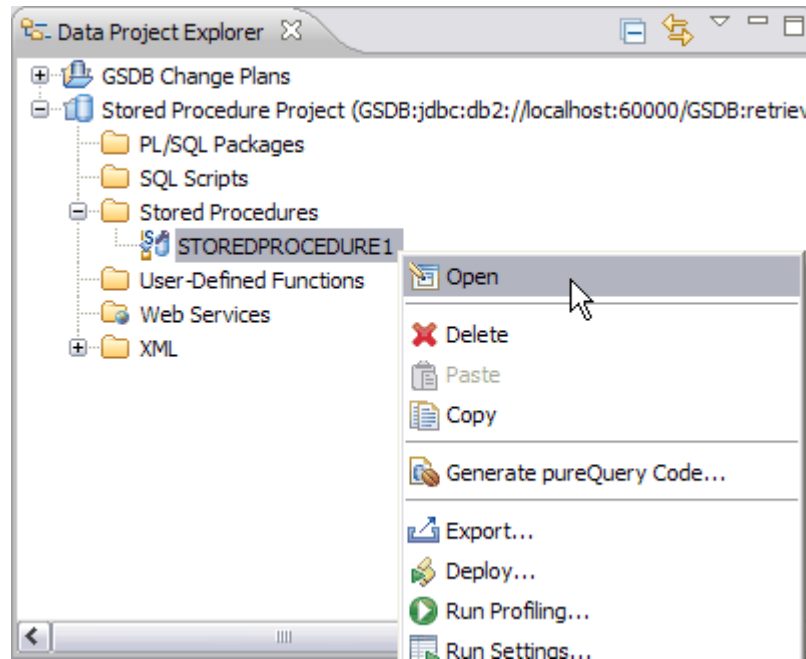 Data Project Explorer
GSDB Change Plans
Stored Procedure Project (GSDB:jdbc:db2://localhost:60000/GSDB:retriev
PL/SQL Packages
SQL Scripts
Stored Procedures
STOREDPROCEDURE1
User-Defined Functions
Web Services
XML
Open
Delete
Paste
Copy
Generate pureQuery Code...
Export...
Deploy...
Run Profiling...
Run Settings...